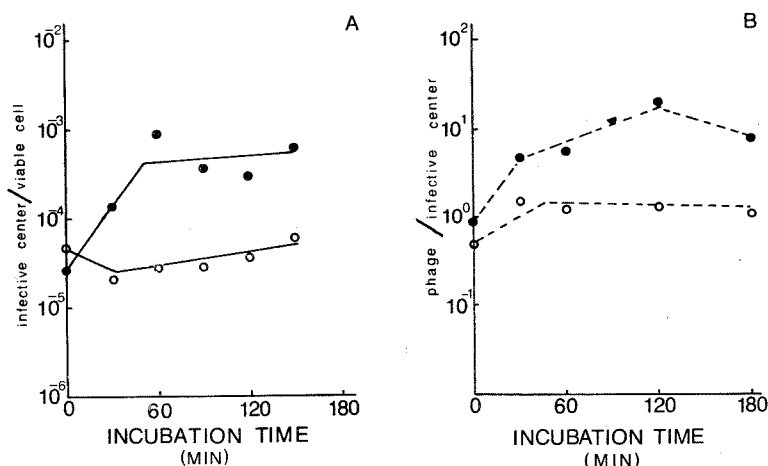 A
infective center/viable cell
10⁻²
10⁻³
10⁻⁴
10⁻⁵
10⁻⁶
0 60 120 180
INCUBATION TIME
(MIN)
B
phage/infective center
10²
10¹
10⁰
10⁻¹
0 60 120 180
INCUBATION TIME
(MIN)